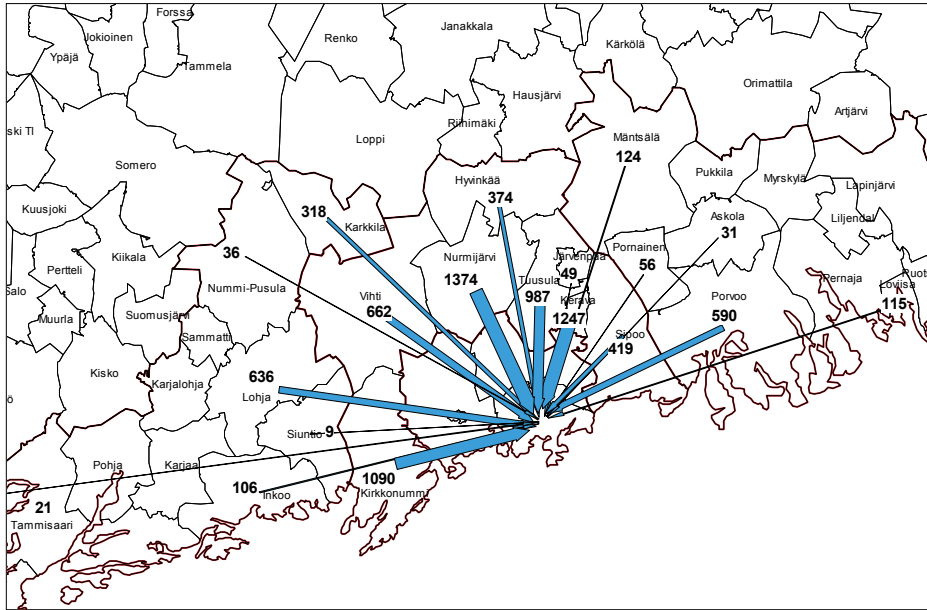 Forssa
Jokioinen
Ypäjä
Tammela
Renko
Janakkala
Kärkölä
Orimattila
Artjärvi
Hausjärvi
Riihimäki
Loppi
ski Tl
Somero
Mäntsälä
124
Pukkila
Myrskylä
Lapinjärvi
Liljendal
Hyvinkää
374
Kuusjoki
318
Karkkila
Askola
31
Pornainen
56
36
Kiikala
Pertteli
Nurmijärvi
1374
Järvenpää
49
Tuusula
987
Kerava
1247
Pernaja
Ruots
Loviisa
115
Salo
Nummi-Pusula
Vihti
662
Porvoo
590
Muurla
Suomusjärvi
Sammatti
Sipoo
419
Kisko
Karjalohja
636
Lohja
Siuntio
9
Pohja
Karjaa
1090
Kirkkonummi
106
Inkoo
21
Tammisaari